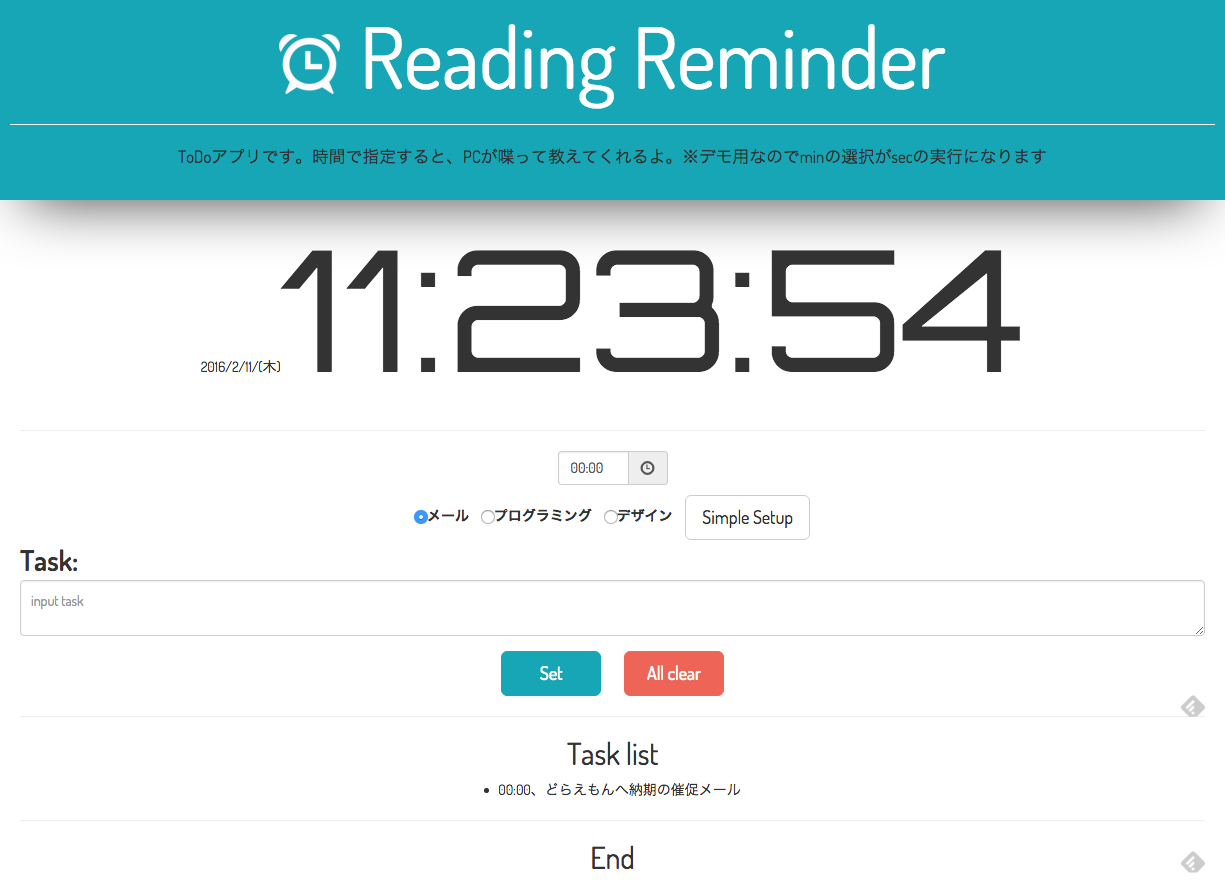 Reading Reminder
ToDoアプリです。時間で指定すると、PCが喋って教えてくれるよ。※デモ用なのでminの選択がsecの実行になります
2016/2/11/(木) 11:23:54
00:00
メール プログラミング デザイン Simple Setup
Task:
input task
Set All clear
Task list
00:00、どらえもんへ納期の催促メール
End